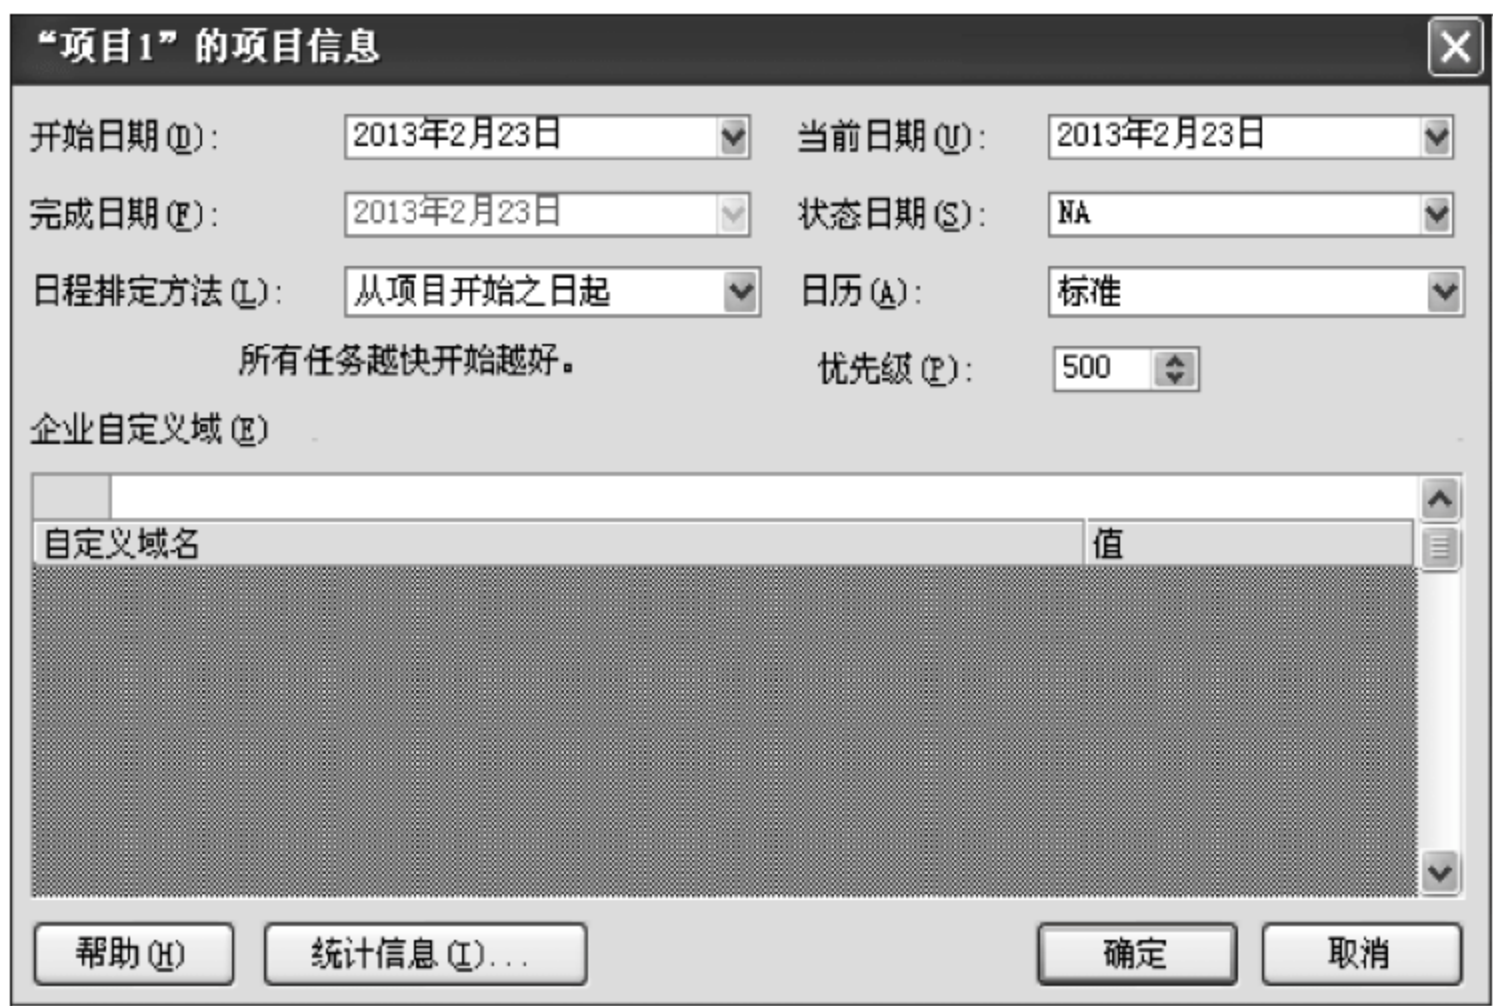 “项目1”的项目信息
开始日期(D): 2013年2月23日 当前日期(U): 2013年2月23日
完成日期(F): 2013年2月23日 状态日期(S): NA
日程排定方法(L): 从项目开始之日起 日历(A): 标准
所有任务越快开始越好。 优先级(P): 500
企业自定义域(E)
自定义域名 值
帮助(H) 统计信息(I)... 确定 取消